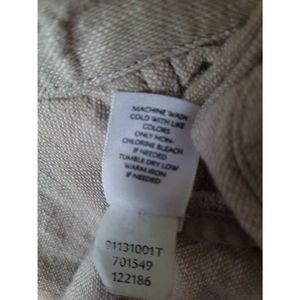 MACHINE WASH
COLD WITH LIKE
COLORS
ONLY NON-
CHLORINE BLEACH
IF NEEDED
TUMBLE DRY LOW
WARM IRON
IF NEEDED
91131001T
701549
122186